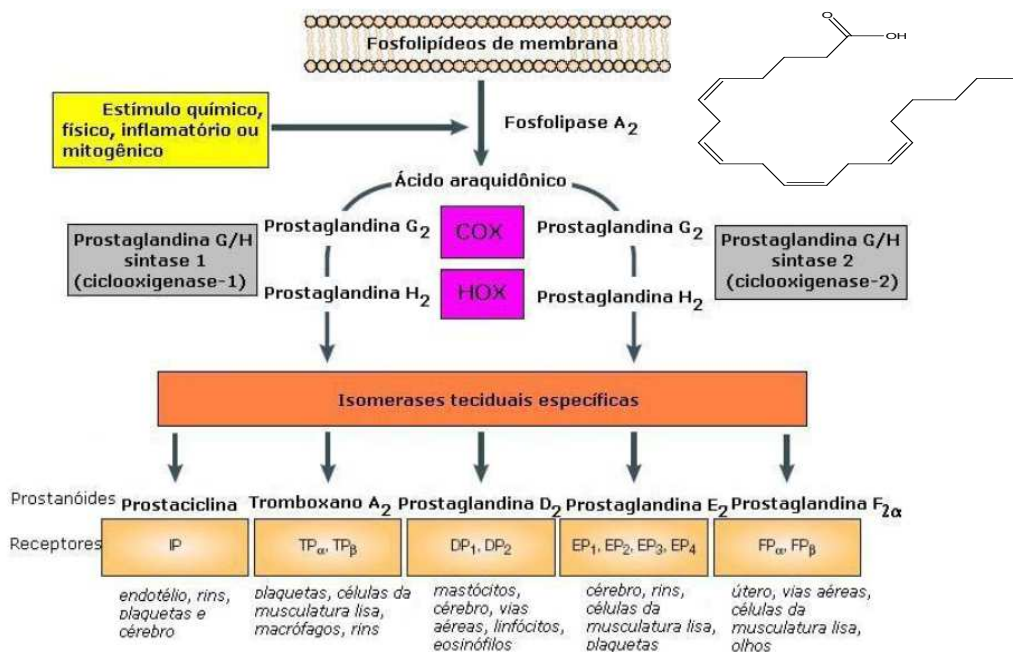 Fosfolipídeos de membrana
O
OH
Estímulo químico,
físico, inflamatório ou
mitogênico
Fosfolipase A2
Ácido araquidônico
Prostaglandina G/H
sintase 1
(ciclooxigenase-1)
Prostaglandina G2
COX
Prostaglandina G2
Prostaglandina G/H
sintase 2
(ciclooxigenase-2)
Prostaglandina H2
HOX
Prostaglandina H2
Isomerases teciduais específicas
Prostanóides
Prostaciclina
Tromboxano A2
Prostaglandina D2
Prostaglandina E2
Prostaglandina F2α
Receptores
IP
TPα, TPβ
DP1, DP2
EP1, EP2, EP3, EP4
FPα, FPβ
endotélio, rins,
plaquetas e
cérebro
plaquetas, células da
musculatura lisa,
macrófagos, rins
mastócitos,
cérebro, vias
aéreas, linfócitos,
eosinófilos
cérebro, rins,
células da
musculatura lisa,
plaquetas
útero, vias aéreas,
células da
musculatura lisa,
olhos